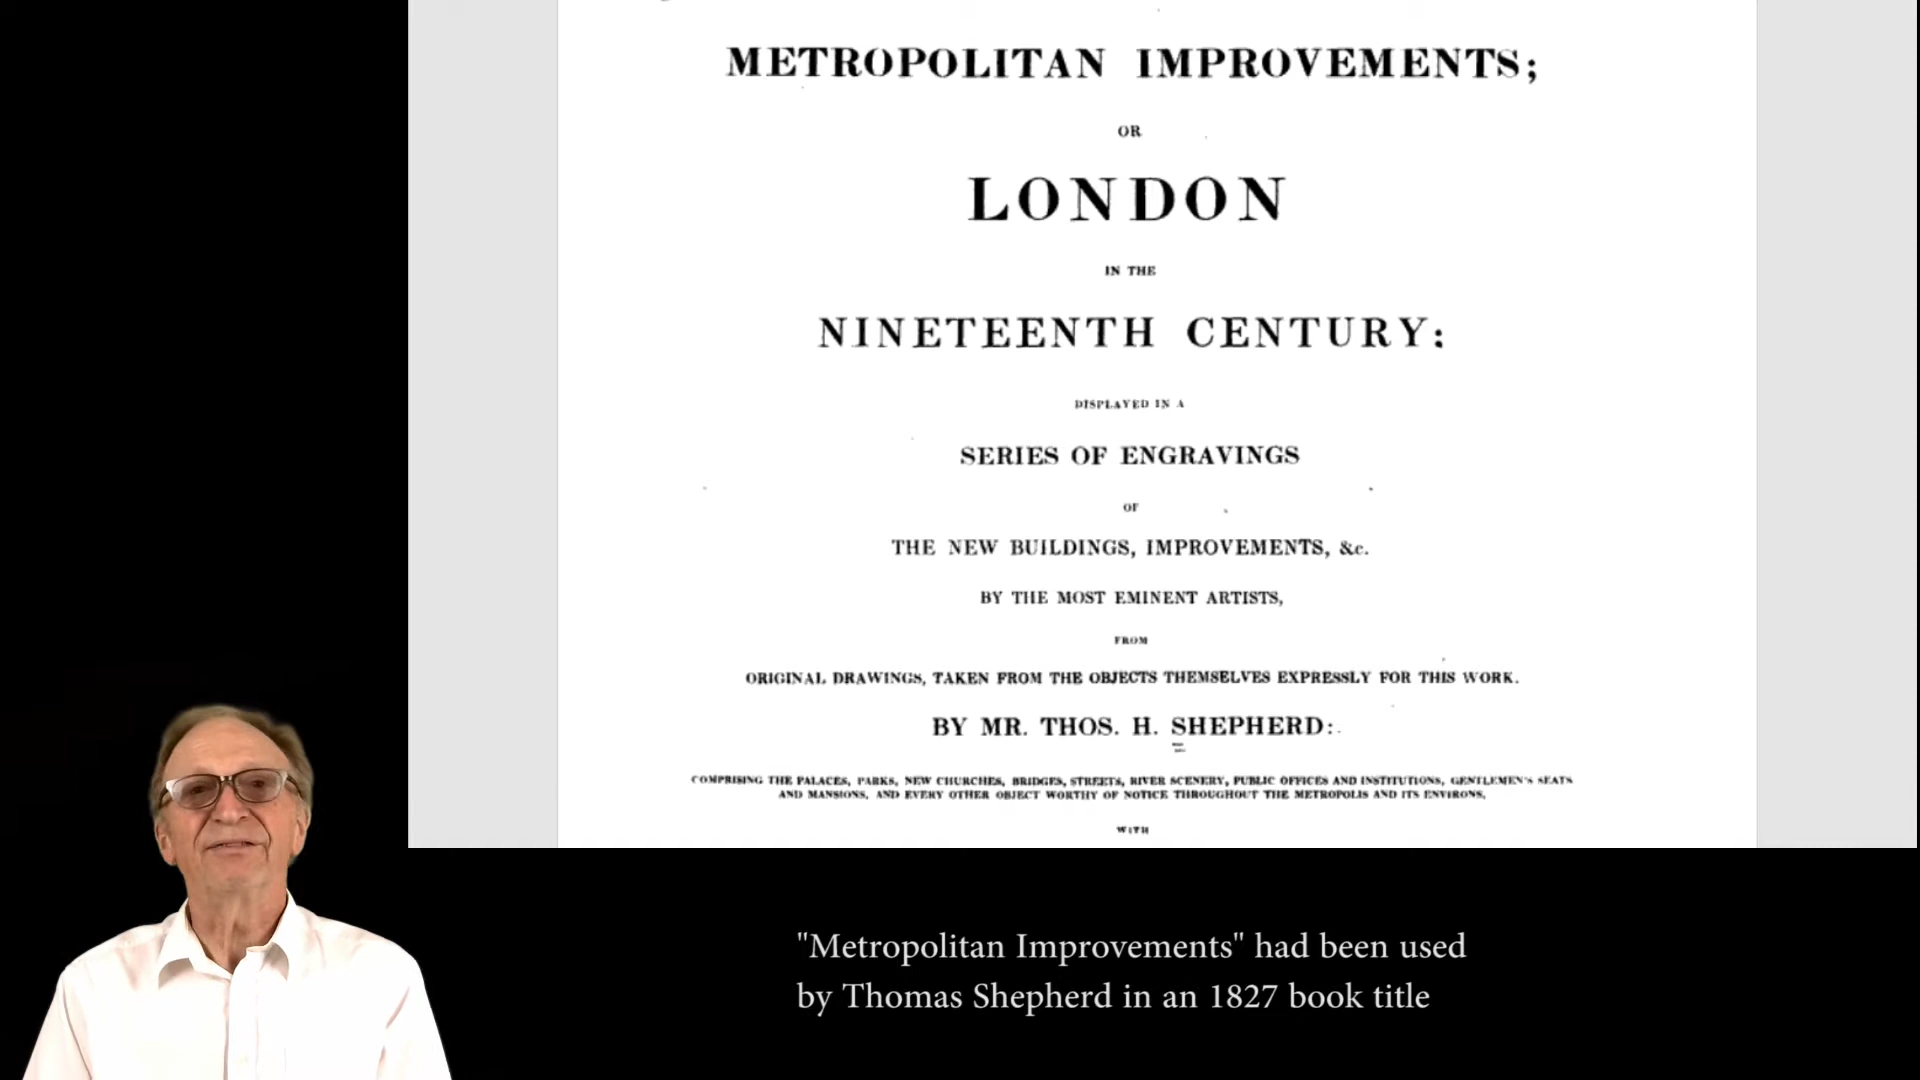 METROPOLITAN IMPROVEMENTS;
OR
LONDON
IN THE
NINETEENTH CENTURY:
DISPLAYED IN A
SERIES OF ENGRAVINGS
OF
THE NEW BUILDINGS, IMPROVEMENTS, &c.
BY THE MOST EMINENT ARTISTS,
FROM
ORIGINAL DRAWINGS, TAKEN FROM THE OBJECTS THEMSELVES EXPRESSLY FOR THIS WORK.
BY MR. THOS. H. SHEPHERD:
COMPRISING THE PALACES, PARKS, NEW CHURCHES, BRIDGES, STREETS, RIVER SCENERY, PUBLIC OFFICES AND INSTITUTIONS, GENTLEMEN'S SEATS
AND MANSIONS, AND EVERY OTHER OBJECT WORTHY OF NOTICE THROUGHOUT THE METROPOLIS AND ITS ENVIRONS,
WITH
"Metropolitan Improvements" had been used
by Thomas Shepherd in an 1827 book title